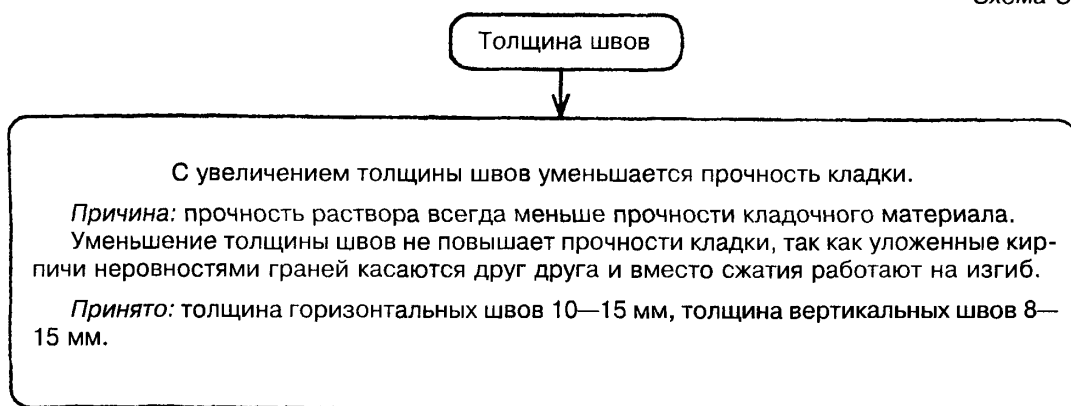 Толщина швов
С увеличением толщины швов уменьшается прочность кладки.
Причина: прочность раствора всегда меньше прочности кладочного материала.
Уменьшение толщины швов не повышает прочности кладки, так как уложенные кир-
пичи неровностями граней касаются друг друга и вместо сжатия работают на изгиб.
Принято: толщина горизонтальных швов 10—15 мм, толщина вертикальных швов 8—
15 мм.